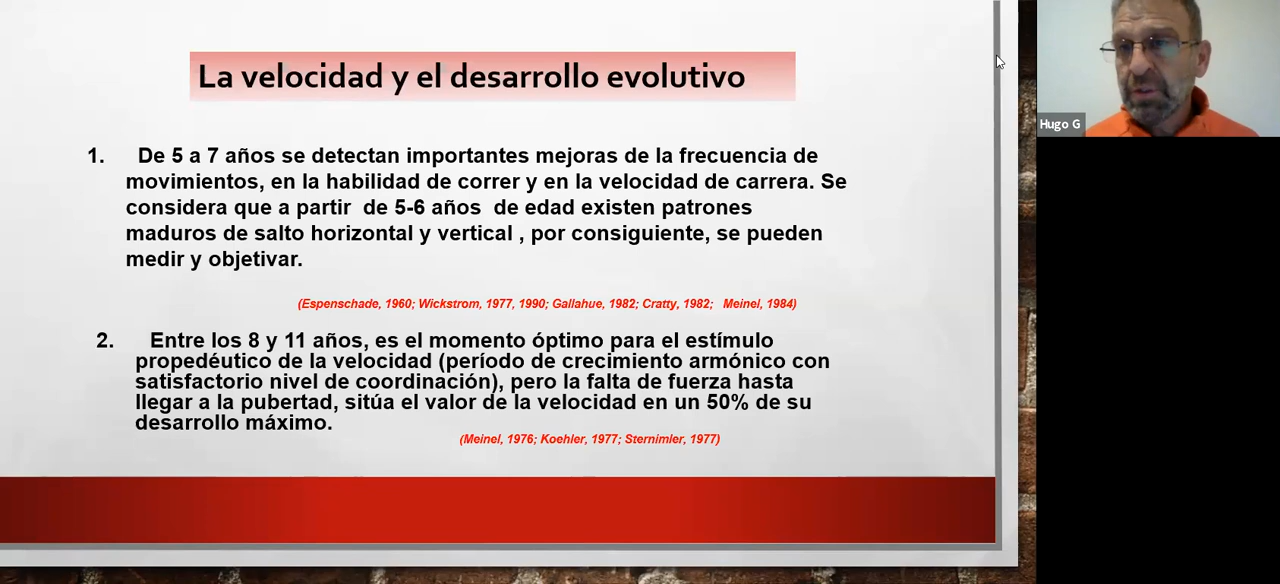 La velocidad y el desarrollo evolutivo
Hugo G
1. De 5 a 7 años se detectan importantes mejoras de la frecuencia de
movimientos, en la habilidad de correr y en la velocidad de carrera. Se
considera que a partir de 5-6 años de edad existen patrones
maduros de salto horizontal y vertical , por consiguiente, se pueden
medir y objetivar.
(Espenschade, 1960; Wickstrom, 1977, 1990; Gallahue, 1982; Cratty, 1982; Meinel, 1984)
2. Entre los 8 y 11 años, es el momento óptimo para el estímulo
propedéutico de la velocidad (período de crecimiento armónico con
satisfactorio nivel de coordinación), pero la falta de fuerza hasta
llegar a la pubertad, sitúa el valor de la velocidad en un 50% de su
desarrollo máximo.
(Meinel, 1976; Koehler, 1977; Sternimler, 1977)